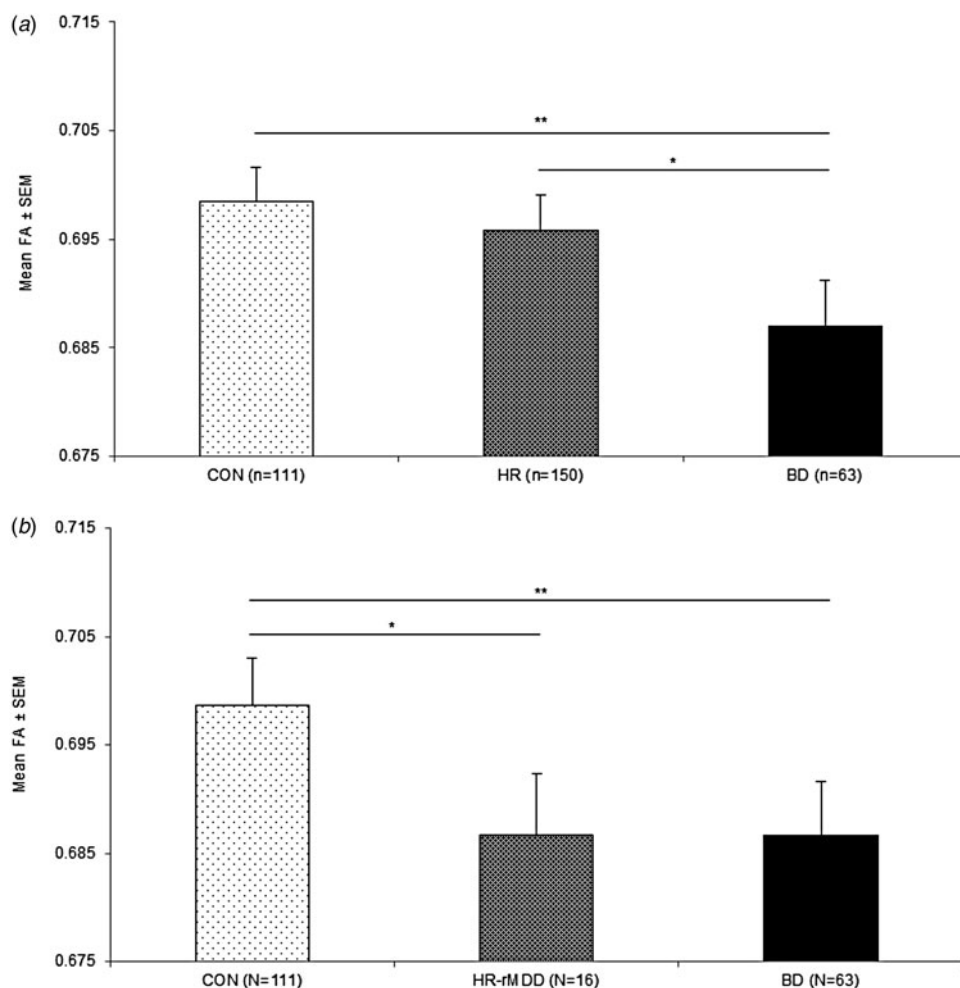 (a)
0.715
0.705
0.695
0.685
0.675
Mean FA ± SEM
**
*
CON (n=111) HR (n=150) BD (n=63)
(b)
0.715
0.705
0.695
0.685
0.675
Mean FA ± SEM
**
*
CON (N=111) HR-rMDD (N=16) BD (N=63)